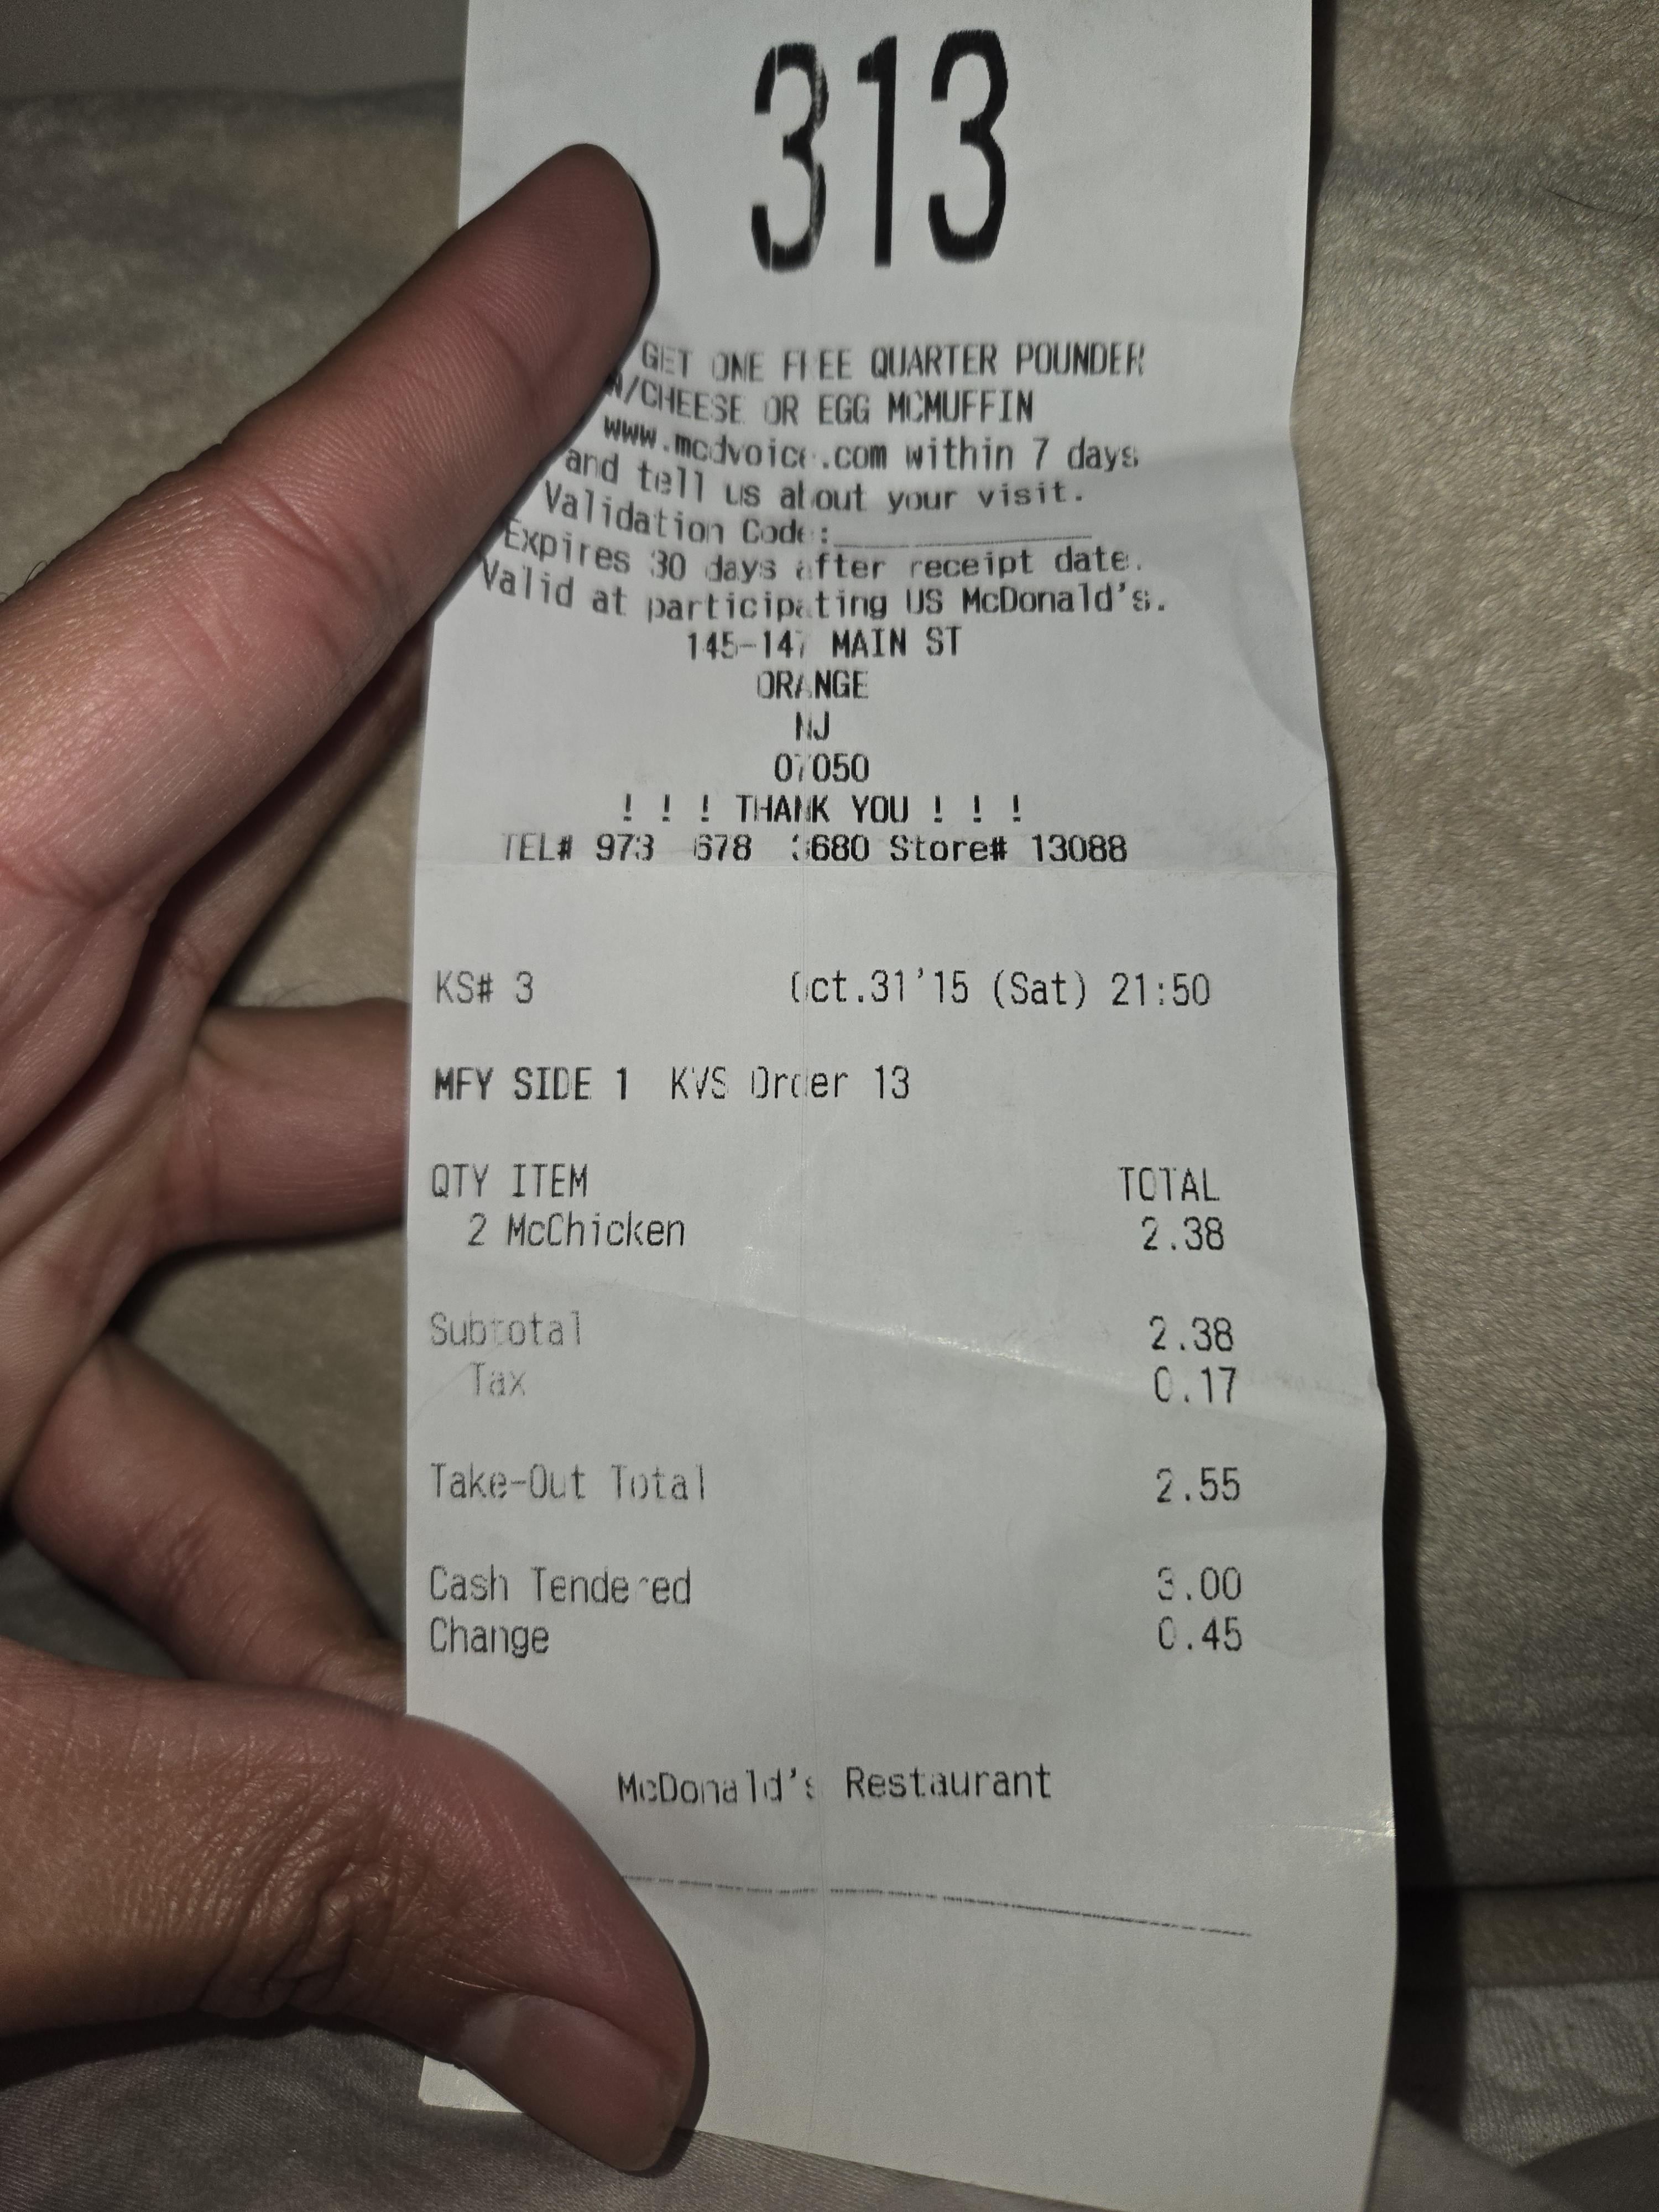 313
GET ONE FREE QUARTER POUNDER
W/CHEESE OR EGG MCMUFFIN
www.mcdvoice.com within 7 days
and tell us about your visit.
Validation Code:
Expires 30 days after receipt date.
Valid at participating US McDonald's.
145-147 MAIN ST
ORANGE
NJ
07050
! ! ! THANK YOU ! ! !
TEL# 973 678 Store# 13088
KS# 3 Oct.31'15 (Sat) 21:50
MFY SIDE 1 KVS Order 13
QTY ITEM TOTAL
2 McChicken 2.38
Subtotal 2.38
Tax 0.17
Take-Out Total 2.55
Cash Tendered 3.00
Change 0.45
McDonald's Restaurant